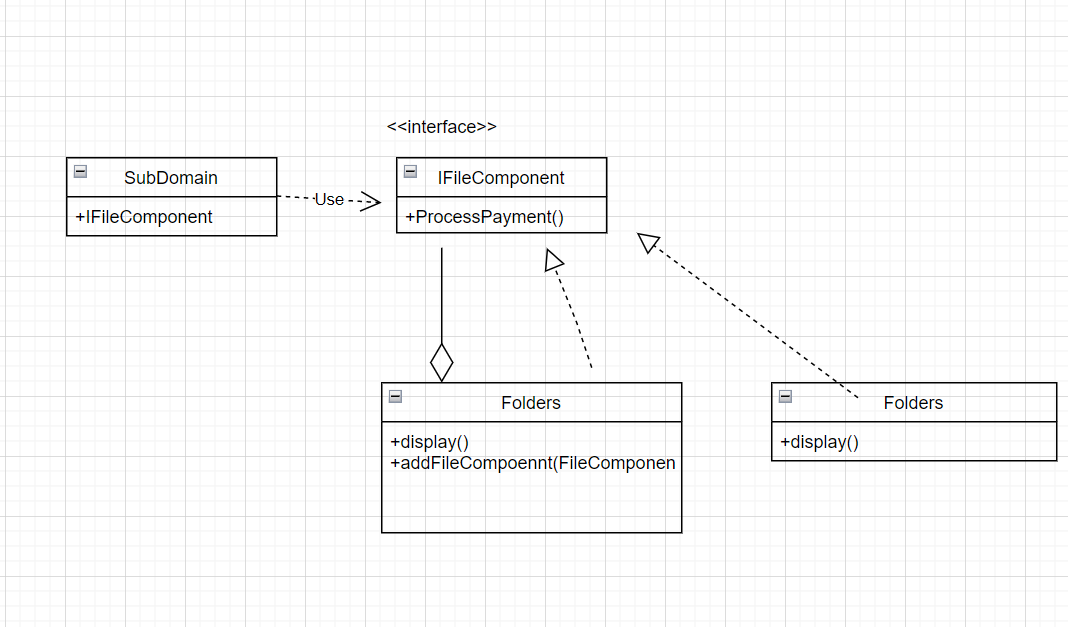 <<interface>>
SubDomain
+IFileComponent
Use
IFileComponent
+ProcessPayment()
Folders
+display()
+addFileCompoennt(FileComponen
Folders
+display()